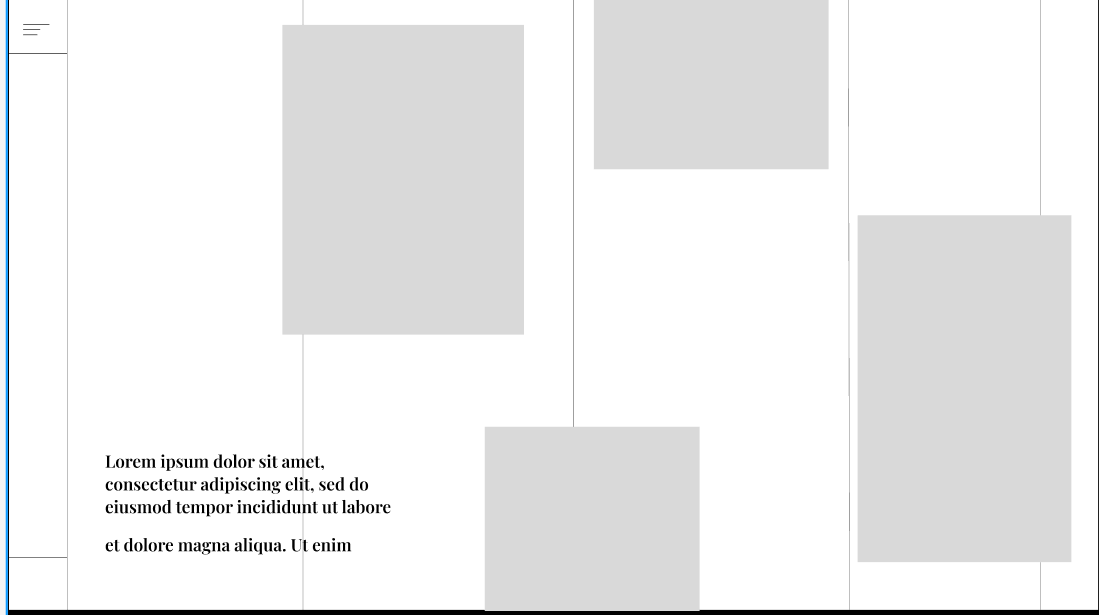 Lorem ipsum dolor sit amet,
consectetur adipiscing elit, sed do
eiusmod tempor incididunt ut labore
et dolore magna aliqua. Ut enim